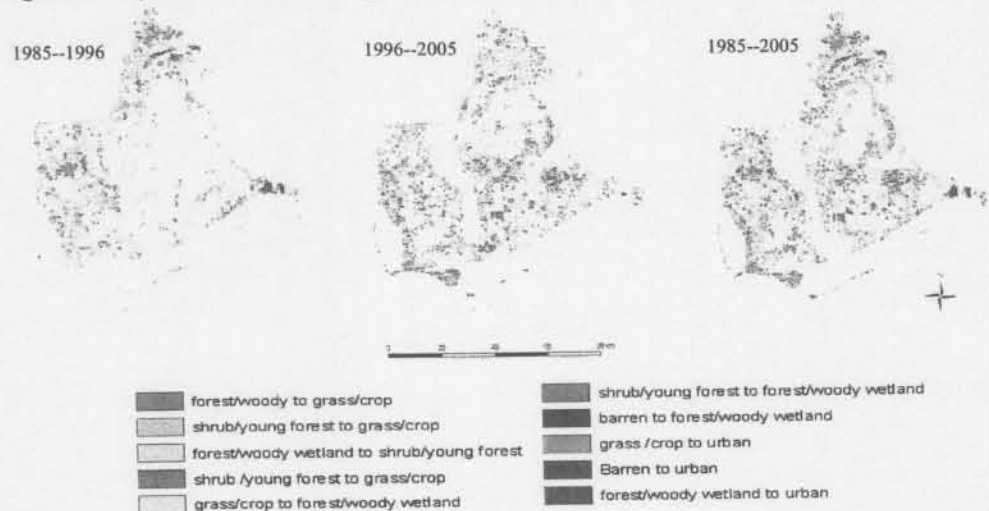 1985--1996
1996--2005
1985--2005
forest/woody to grass/crop
shrub/young forest to grass/crop
forest/woody wetland to shrub/young forest
shrub /young forest to grass/crop
grass/crop to forest/woody wetland
shrub/young forest to forest/woody wetland
barren to forest/woody wetland
grass /crop to urban
Barren to urban
forest/woody wetland to urban